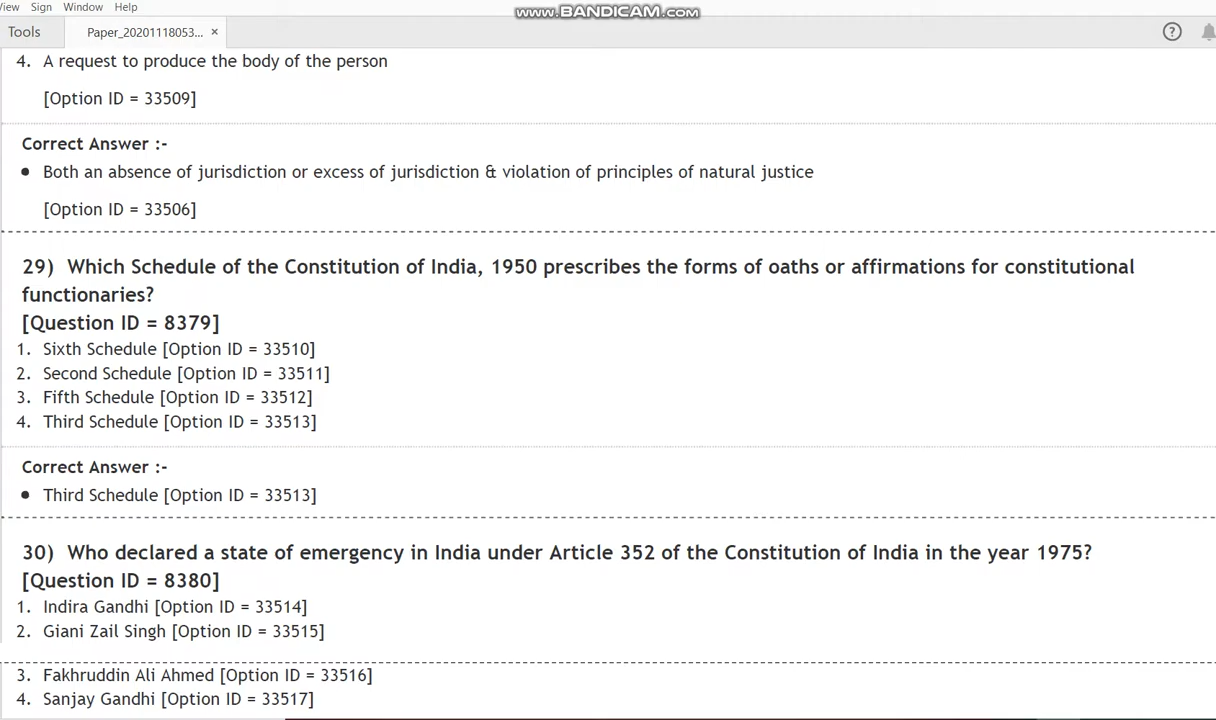 View Sign Window Help
www.BANDICAM.com
Tools Paper_20201118053... ×
4. A request to produce the body of the person
[Option ID = 33509]
Correct Answer :-
• Both an absence of jurisdiction or excess of jurisdiction & violation of principles of natural justice
[Option ID = 33506]
29) Which Schedule of the Constitution of India, 1950 prescribes the forms of oaths or affirmations for constitutional
functionaries?
[Question ID = 8379]
1. Sixth Schedule [Option ID = 33510]
2. Second Schedule [Option ID = 33511]
3. Fifth Schedule [Option ID = 33512]
4. Third Schedule [Option ID = 33513]
Correct Answer :-
• Third Schedule [Option ID = 33513]
30) Who declared a state of emergency in India under Article 352 of the Constitution of India in the year 1975?
[Question ID = 8380]
1. Indira Gandhi [Option ID = 33514]
2. Giani Zail Singh [Option ID = 33515]
3. Fakhruddin Ali Ahmed [Option ID = 33516]
4. Sanjay Gandhi [Option ID = 33517]